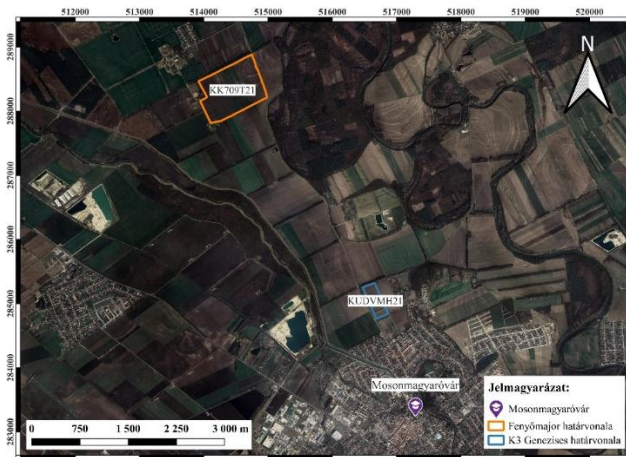 512000 513000 514000 515000 516000 517000 518000 519000 520000
289000
288000
287000
286000
285000
284000
283000
N
KK709T21
KUDVMH21
Mosonmagyaróvár
Jelmagyarázat:
Mosonmagyaróvár
Fenyőmajor határvonala
K3 Genezises határvonala
0 750 1 500 2 250 3 000 m